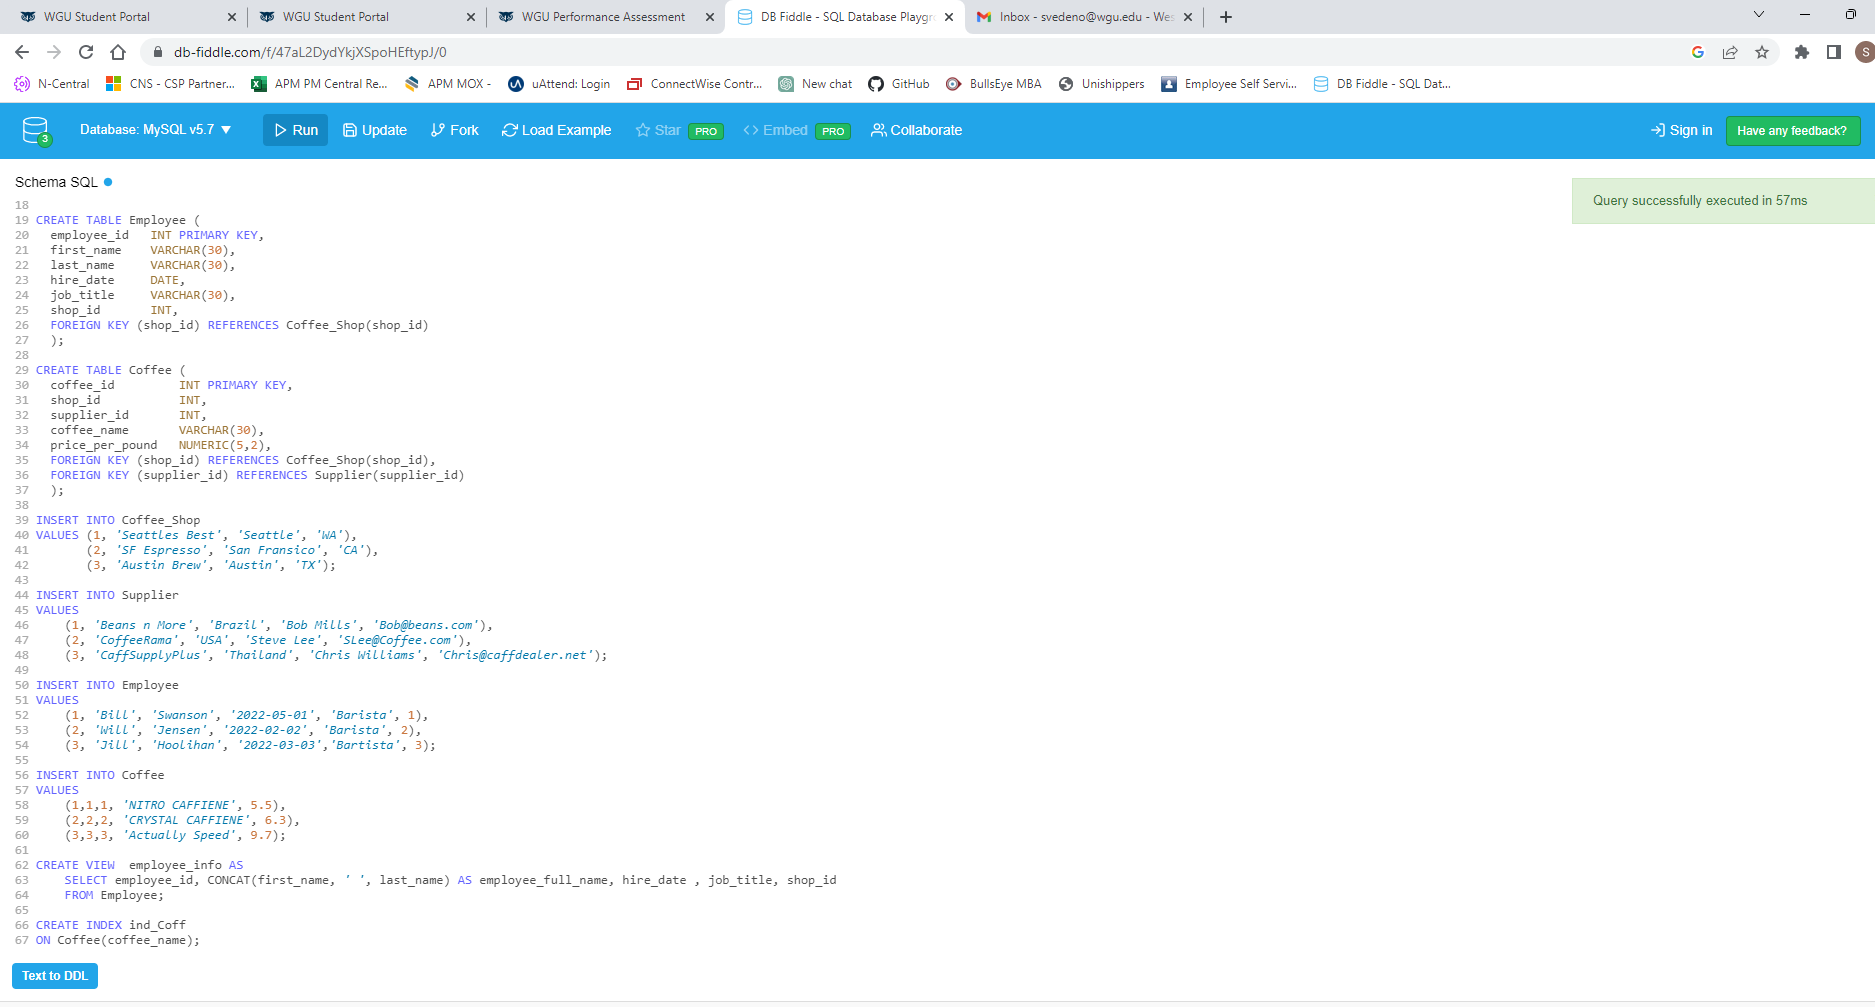 WGU Student Portal
WGU Student Portal
WGU Performance Assessment
DB Fiddle - SQL Database Playgr
Inbox - svedeno@wgu.edu - Wes
db-fiddle.com/f/47aL2DydYkjXSpoHEftypJ/0
S
N-Central
CNS - CSP Partner...
APM PM Central Re...
APM MOX -
uAttend: Login
ConnectWise Contr...
New chat
GitHub
BullsEye MBA
Unishippers
Employee Self Servi...
DB Fiddle - SQL Dat...
3
Database: MySQL v5.7
Run
Update
Fork
Load Example
Star PRO
Embed PRO
Collaborate
Sign in
Have any feedback?
Schema SQL
Query successfully executed in 57ms
18
19 CREATE TABLE Employee (
20 employee_id INT PRIMARY KEY,
21 first_name VARCHAR(30),
22 last_name VARCHAR(30),
23 hire_date DATE,
24 job_title VARCHAR(30),
25 shop_id INT,
26 FOREIGN KEY (shop_id) REFERENCES Coffee_Shop(shop_id)
27 );
28
29 CREATE TABLE Coffee (
30 coffee_id INT PRIMARY KEY,
31 shop_id INT,
32 supplier_id INT,
33 coffee_name VARCHAR(30),
34 price_per_pound NUMERIC(5,2),
35 FOREIGN KEY (shop_id) REFERENCES Coffee_Shop(shop_id),
36 FOREIGN KEY (supplier_id) REFERENCES Supplier(supplier_id)
37 );
38
39 INSERT INTO Coffee_Shop
40 VALUES (1, 'Seattles Best', 'Seattle', 'WA'),
41 (2, 'SF Espresso', 'San Fransico', 'CA'),
42 (3, 'Austin Brew', 'Austin', 'TX');
43
44 INSERT INTO Supplier
45 VALUES
46 (1, 'Beans n More', 'Brazil', 'Bob Mills', 'Bob@beans.com'),
47 (2, 'CoffeeRama', 'USA', 'Steve Lee', 'SLee@Coffee.com'),
48 (3, 'CaffSupplyPlus', 'Thailand', 'Chris Williams', 'Chris@caffdealer.net');
49
50 INSERT INTO Employee
51 VALUES
52 (1, 'Bill', 'Swanson', '2022-05-01', 'Barista', 1),
53 (2, 'Will', 'Jensen', '2022-02-02', 'Barista', 2),
54 (3, 'Jill', 'Hoolihan', '2022-03-03','Bartista', 3);
55
56 INSERT INTO Coffee
57 VALUES
58 (1,1,1, 'NITRO CAFFIENE', 5.5),
59 (2,2,2, 'CRYSTAL CAFFIENE', 6.3),
60 (3,3,3, 'Actually Speed', 9.7);
61
62 CREATE VIEW employee_info AS
63 SELECT employee_id, CONCAT(first_name, ' ', last_name) AS employee_full_name, hire_date , job_title, shop_id
64 FROM Employee;
65
66 CREATE INDEX ind_Coff
67 ON Coffee(coffee_name);
Text to DDL